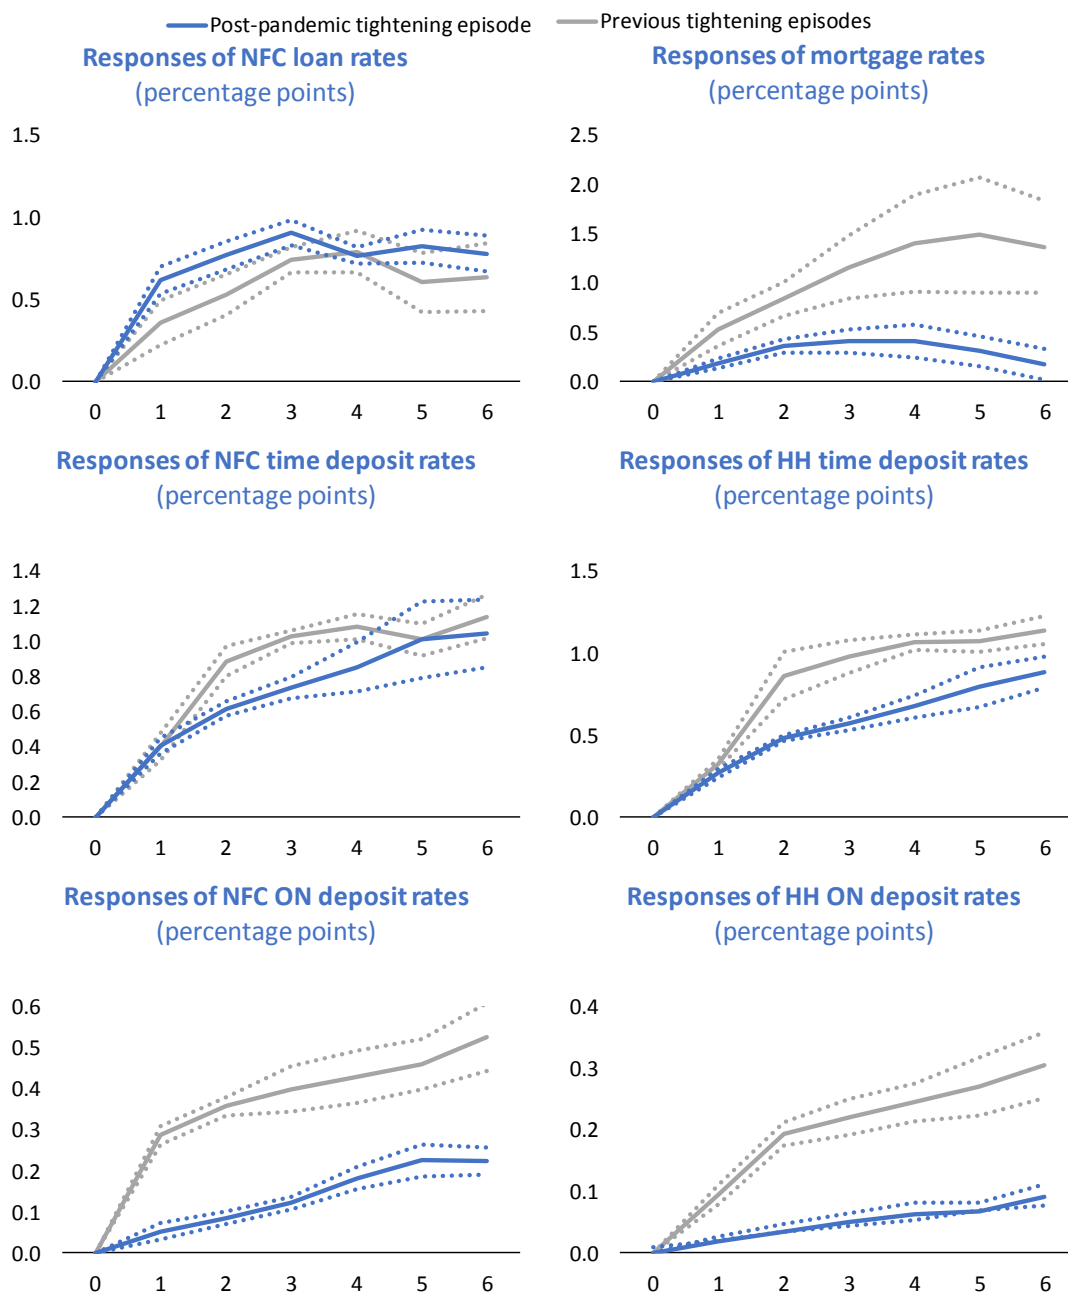 Post-pandemic tightening episode Previous tightening episodes
Responses of NFC loan rates
(percentage points)
1.5
1.0
0.5
0.0
0 1 2 3 4 5 6
Responses of mortgage rates
(percentage points)
2.5
2.0
1.5
1.0
0.5
0.0
0 1 2 3 4 5 6
Responses of NFC time deposit rates
(percentage points)
1.4
1.2
1.0
0.8
0.6
0.4
0.2
0.0
0 1 2 3 4 5 6
Responses of HH time deposit rates
(percentage points)
1.5
1.0
0.5
0.0
0 1 2 3 4 5 6
Responses of NFC ON deposit rates
(percentage points)
0.6
0.5
0.4
0.3
0.2
0.1
0.0
0 1 2 3 4 5 6
Responses of HH ON deposit rates
(percentage points)
0.4
0.3
0.2
0.1
0.0
0 1 2 3 4 5 6